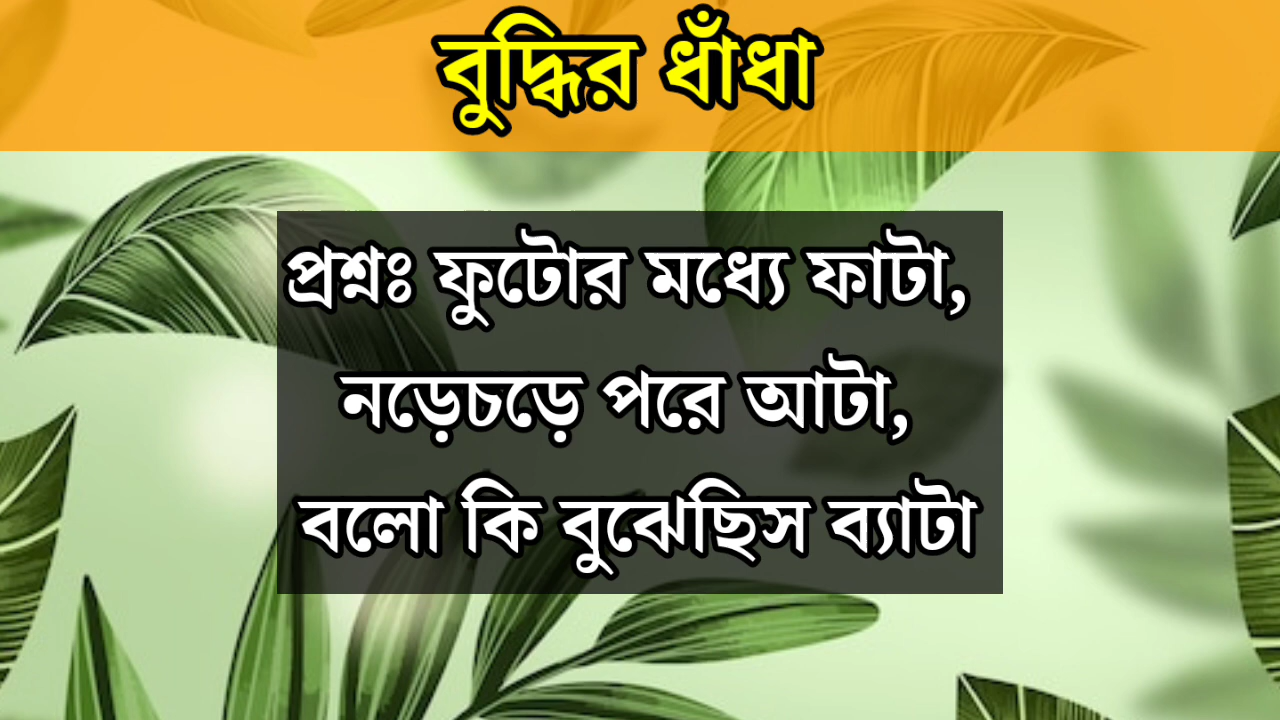 বুদ্ধির ধাঁধা
প্রশ্নঃ ফুটোর মধ্যে ফাটা,
নড়েচড়ে পরে আটা,
বলো কি বুঝেছিস ব্যাটা